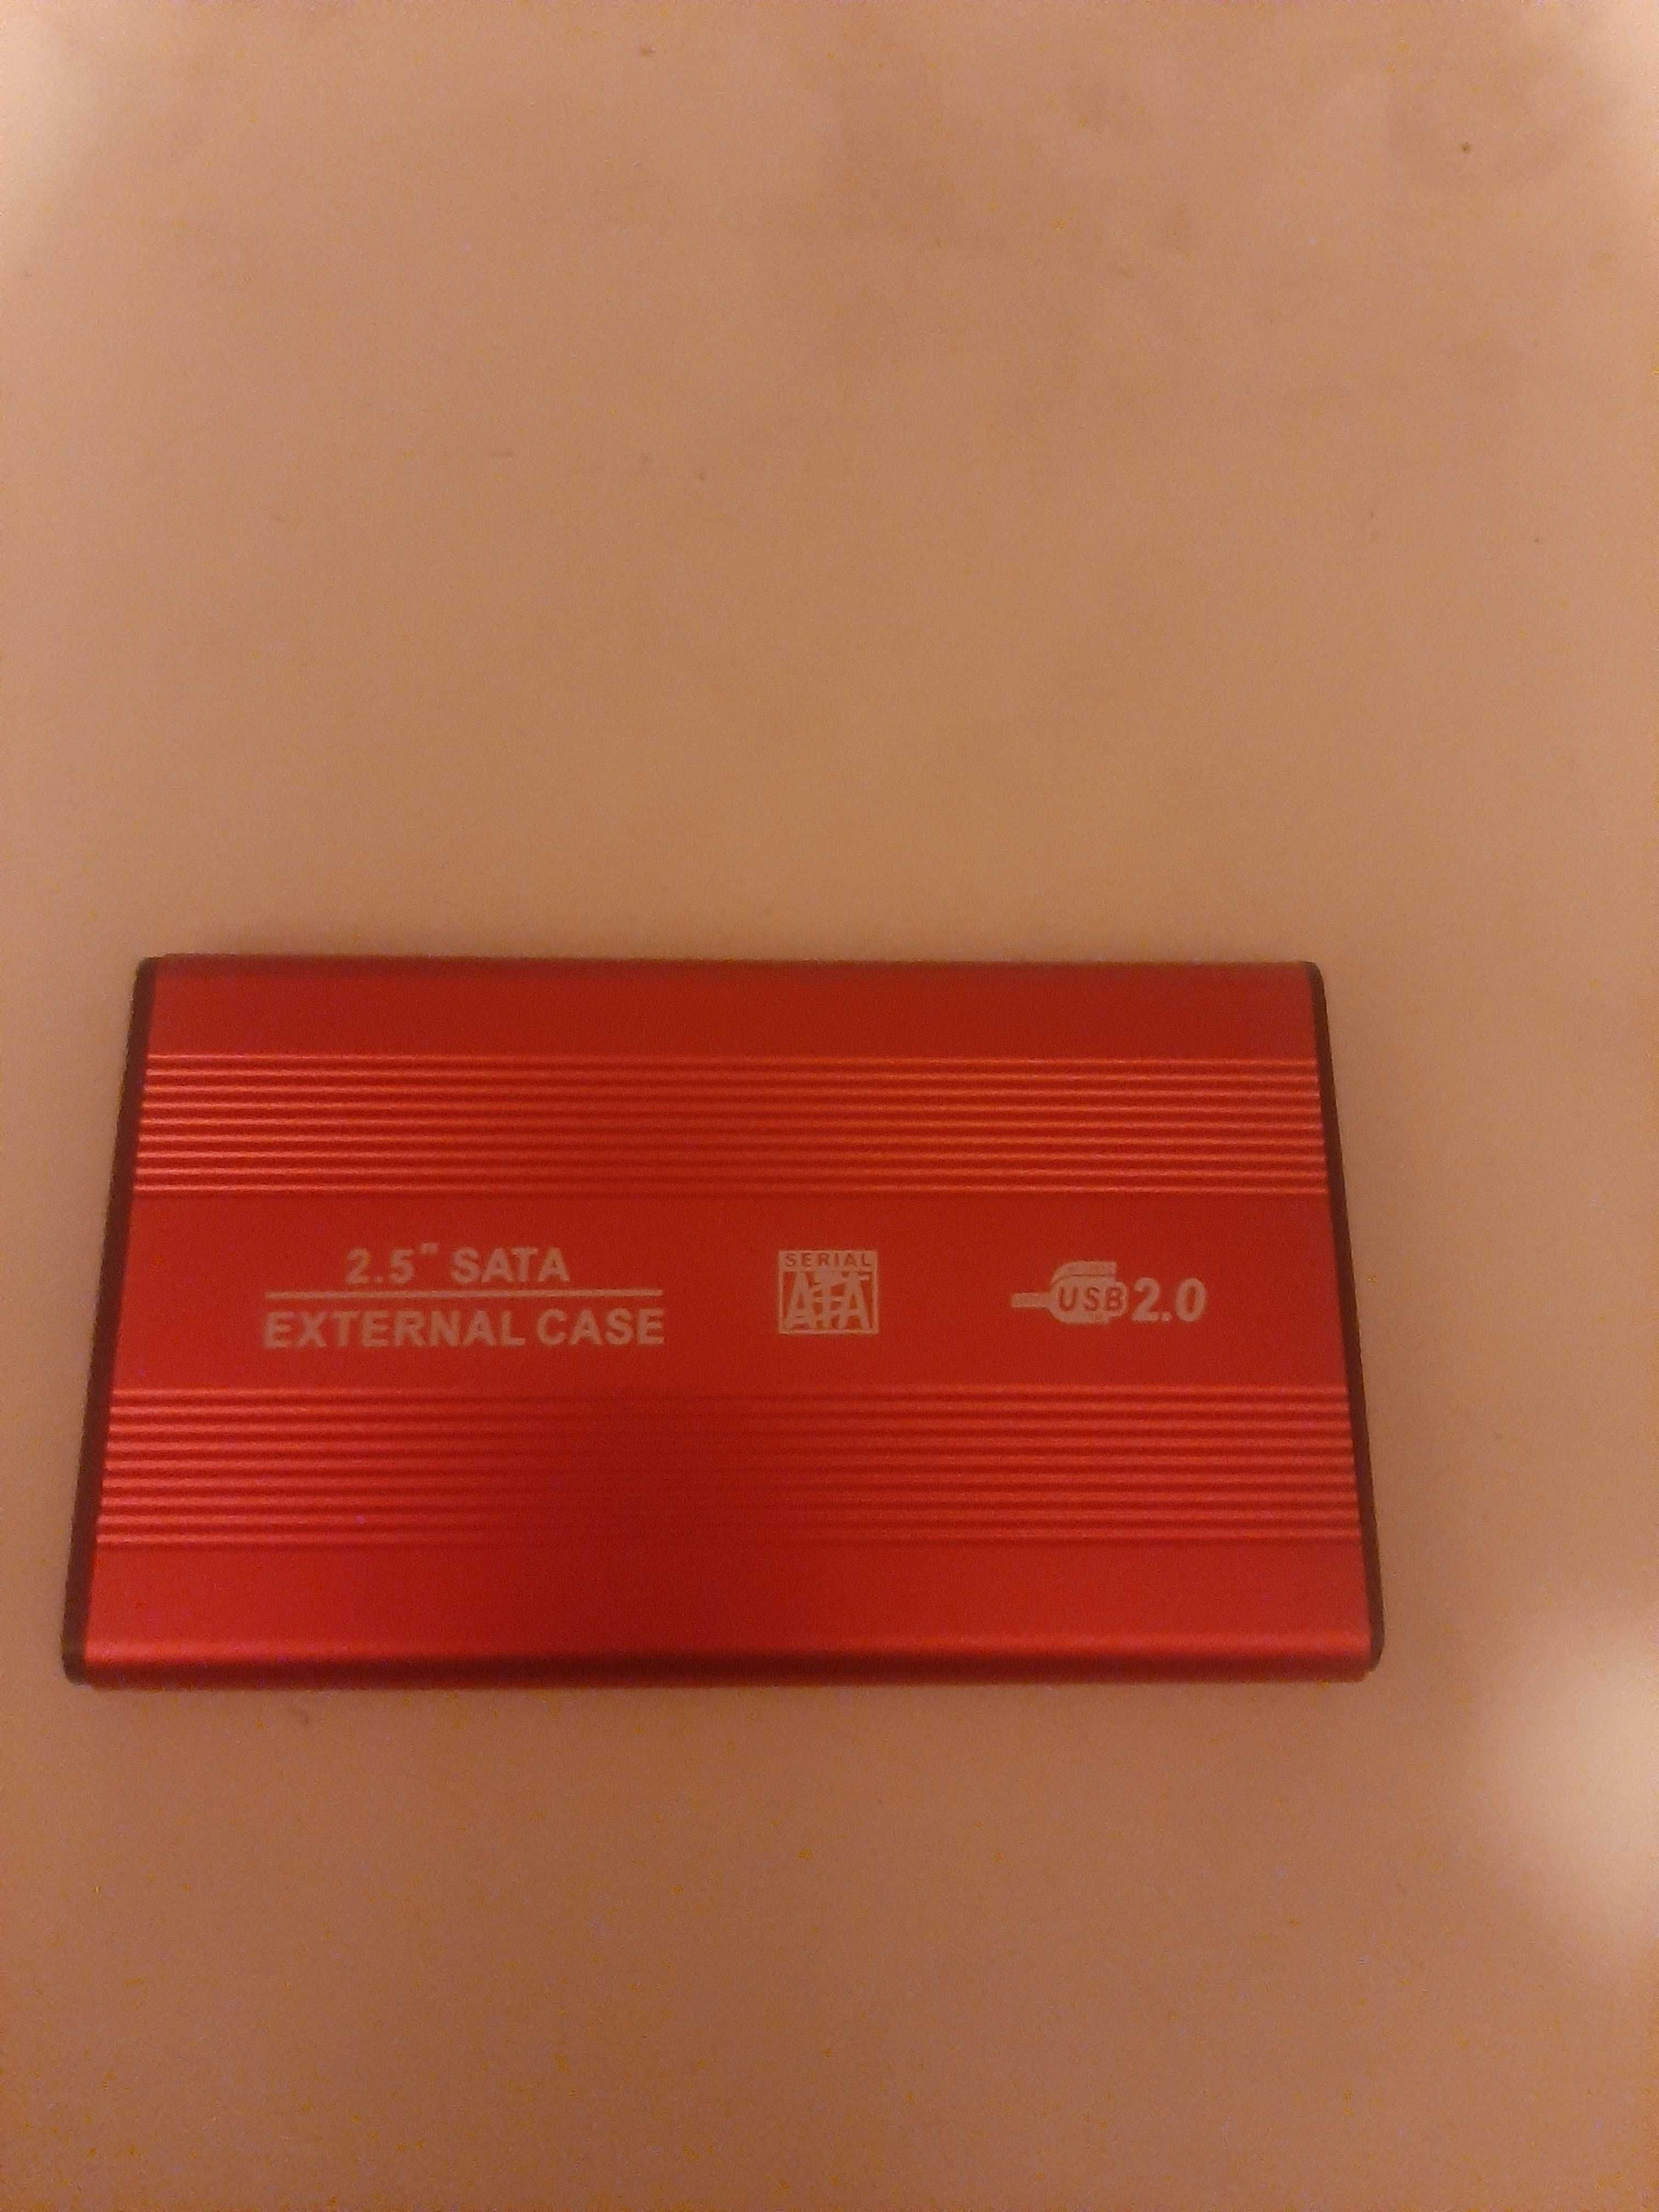 2.5" SATA
EXTERNAL CASE
SERIAL
ATA
USB 2.0